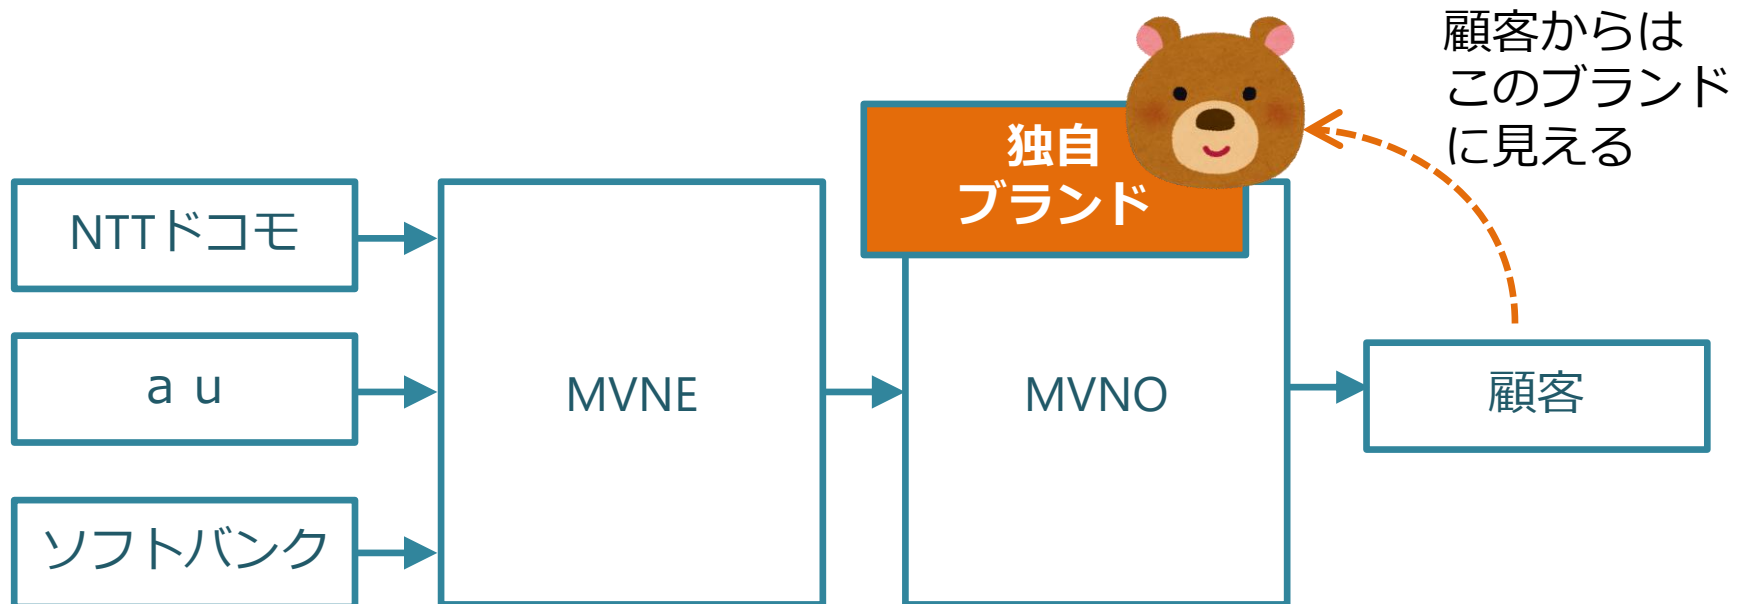 顧客からは
このブランド
に見える
独自
ブランド
NTTドコモ
ａｕ
ソフトバンク
MVNE
MVNO
顧客